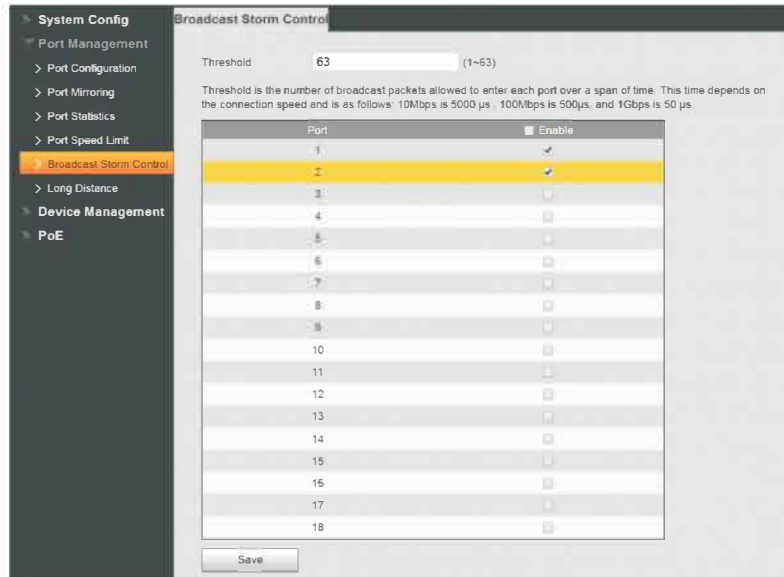 System Config
Port Management
> Port Configuration
> Port Mirroring
> Port Statistics
> Port Speed Limit
Broadcast Storm Control
> Long Distance
Device Management
PoE
Broadcast Storm Control
Threshold 63 (1~63)
Threshold is the number of broadcast packets allowed to enter each port over a span of time. This time depends on
the connection speed and is as follows: 10Mbps is 5000 µs , 100Mbps is 500µs, and 1Gbps is 50 µs
Port Enable
1
2
3
4
5
6
7
8
9
10
11
12
13
14
15
16
17
18
Save